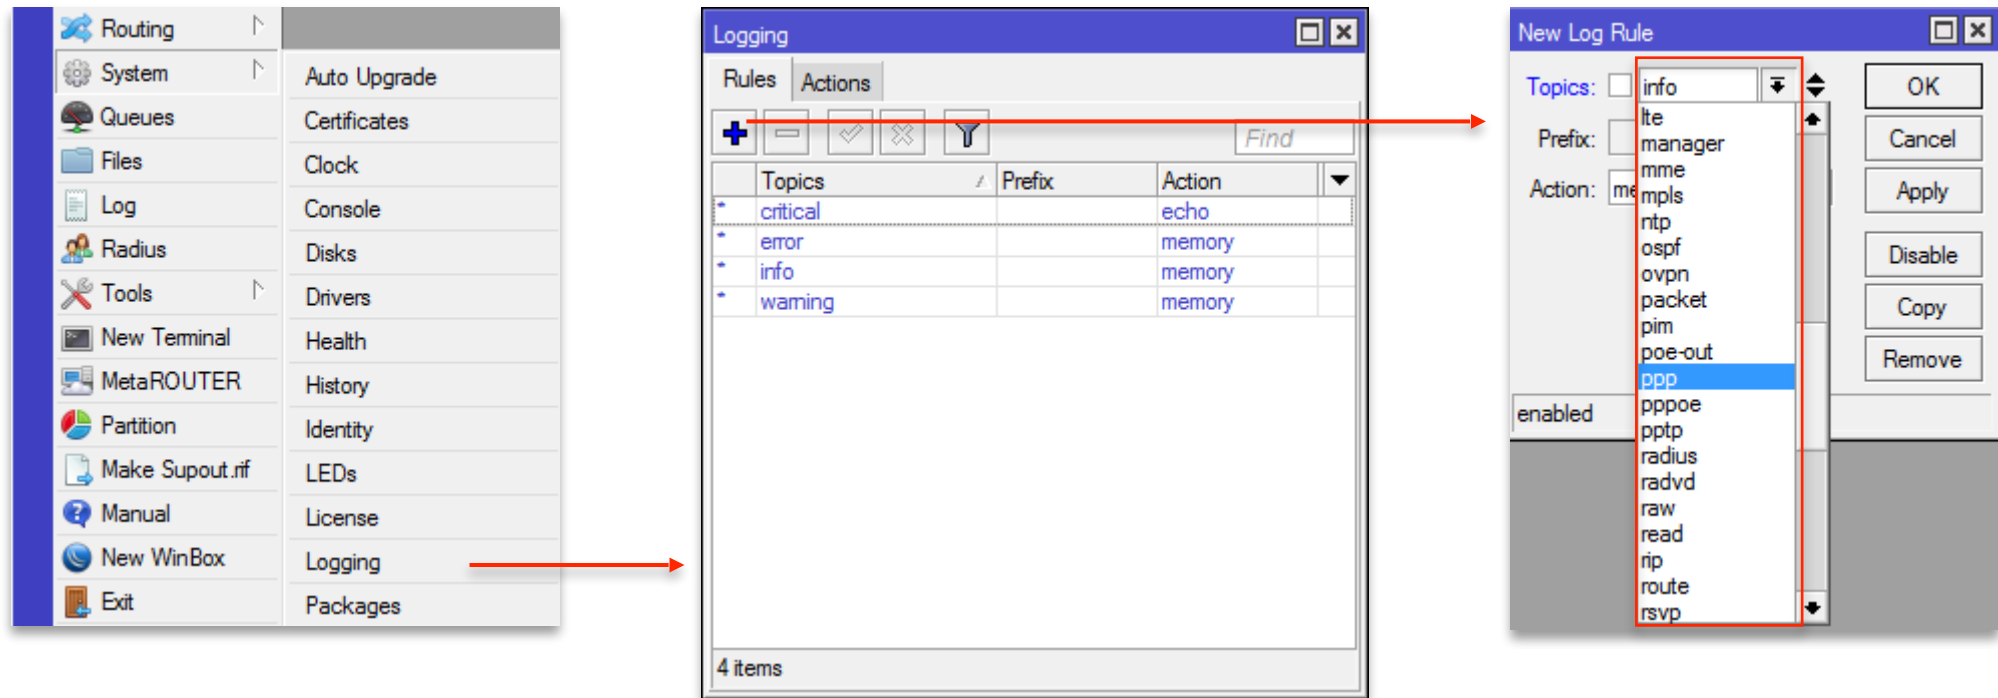 Routing
System
Queues
Files
Log
Radius
Tools
New Terminal
MetaROUTER
Partition
Make Supout.rif
Manual
New WinBox
Exit
Auto Upgrade
Certificates
Clock
Console
Disks
Drivers
Health
History
Identity
LEDs
License
Logging
Packages
Logging
Rules Actions
Find
Topics Prefix Action
* critical echo
* error memory
* info memory
* warning memory
4 items
New Log Rule
Topics: info
Prefix:
Action: me
lte
manager
mme
mpls
ntp
ospf
ovpn
packet
pim
poe-out
ppp
pppoe
pptp
radius
radvd
raw
read
rip
route
rsvp
OK
Cancel
Apply
Disable
Copy
Remove
enabled